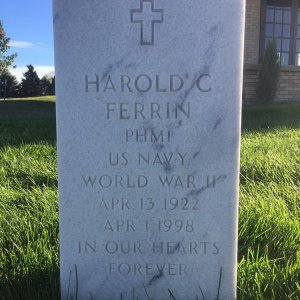 HAROLD C
FERRIN
PHM1
US NAVY
WORLD WAR II
APR 13 1922
APR 1 1998
IN OUR HEARTS
FOREVER